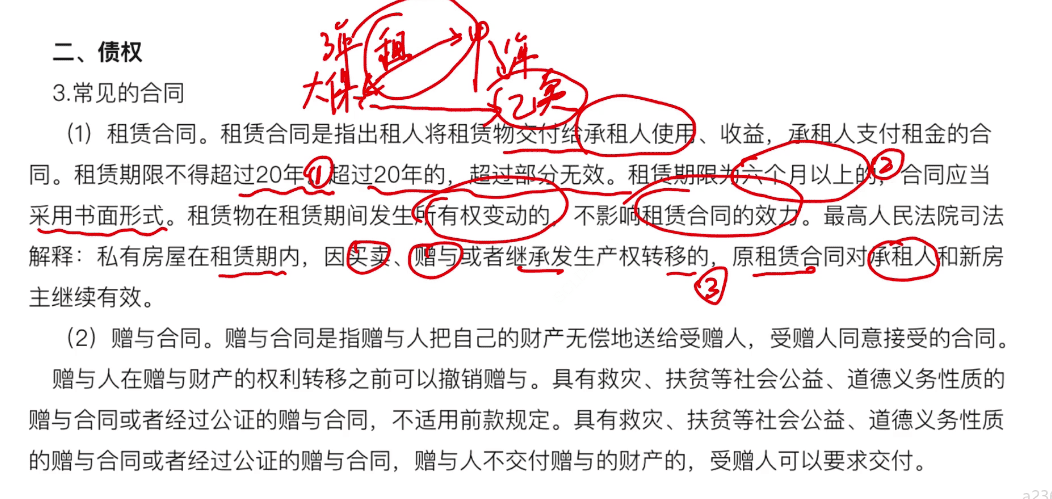 二、债权
3年 租 甲 1年
大保 乙 卖
3.常见的合同
（1）租赁合同。租赁合同是指出租人将租赁物交付给承租人使用、收益，承租人支付租金的合
同。租赁期限不得超过20年① 超过20年的，超过部分无效。租赁期限为六个月以上的，②合同应当
采用书面形式。租赁物在租赁期间发生所有权变动的，不影响租赁合同的效力。最高人民法院司法
解释：私有房屋在租赁期内，因买卖、赠与或者继承发生产权转移的，原租赁合同对承租人和新房
③
主继续有效。
（2）赠与合同。赠与合同是指赠与人把自己的财产无偿地送给受赠人，受赠人同意接受的合同。
赠与人在赠与财产的权利转移之前可以撤销赠与。具有救灾、扶贫等社会公益、道德义务性质的
赠与合同或者经过公证的赠与合同，不适用前款规定。具有救灾、扶贫等社会公益、道德义务性质
的赠与合同或者经过公证的赠与合同，赠与人不交付赠与的财产的，受赠人可以要求交付。